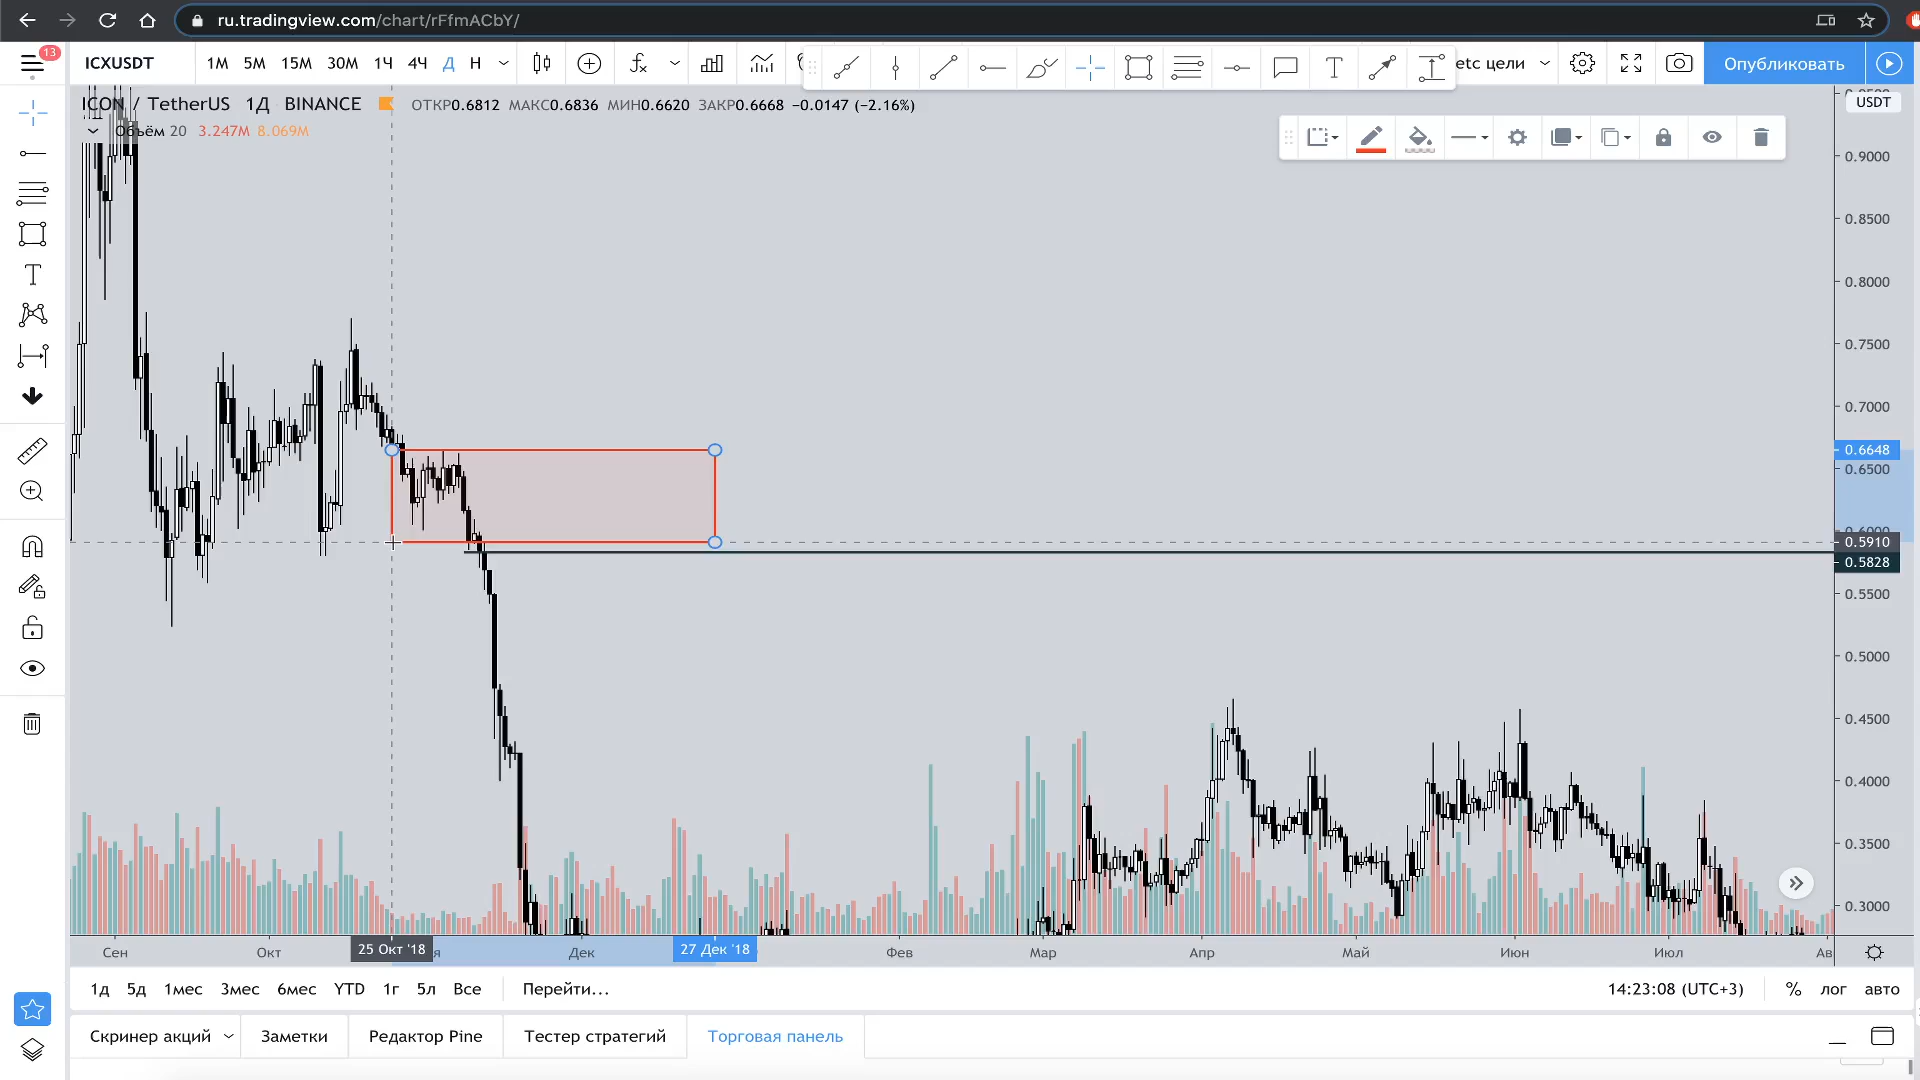 ru.tradingview.com/chart/rFfmACbY/
13
ICXUSDT 1М 5М 15М 30М 1Ч 4Ч Д Н etc цели Опубликовать
ICON / TetherUS 1Д BINANCE ОТКР0.6812 МАКС0.6836 МИН0.6620 ЗАКР0.6668 −0.0147 (−2.16%)
USDT
Объём 20 3.247M 8.069M
0.9000
0.8500
0.8000
0.7500
0.7000
0.6648
0.6500
0.6000
0.5910
0.5828
0.5500
0.5000
0.4500
0.4000
0.3500
0.3000
Сен Окт 25 Окт '18 я Дек 27 Дек '18 Фев Мар Апр Май Июн Июл Ав
1д 5д 1мес 3мес 6мес YTD 1г 5л Все Перейти... 14:23:08 (UTC+3) % лог авто
Скринер акций Заметки Редактор Pine Тестер стратегий Торговая панель